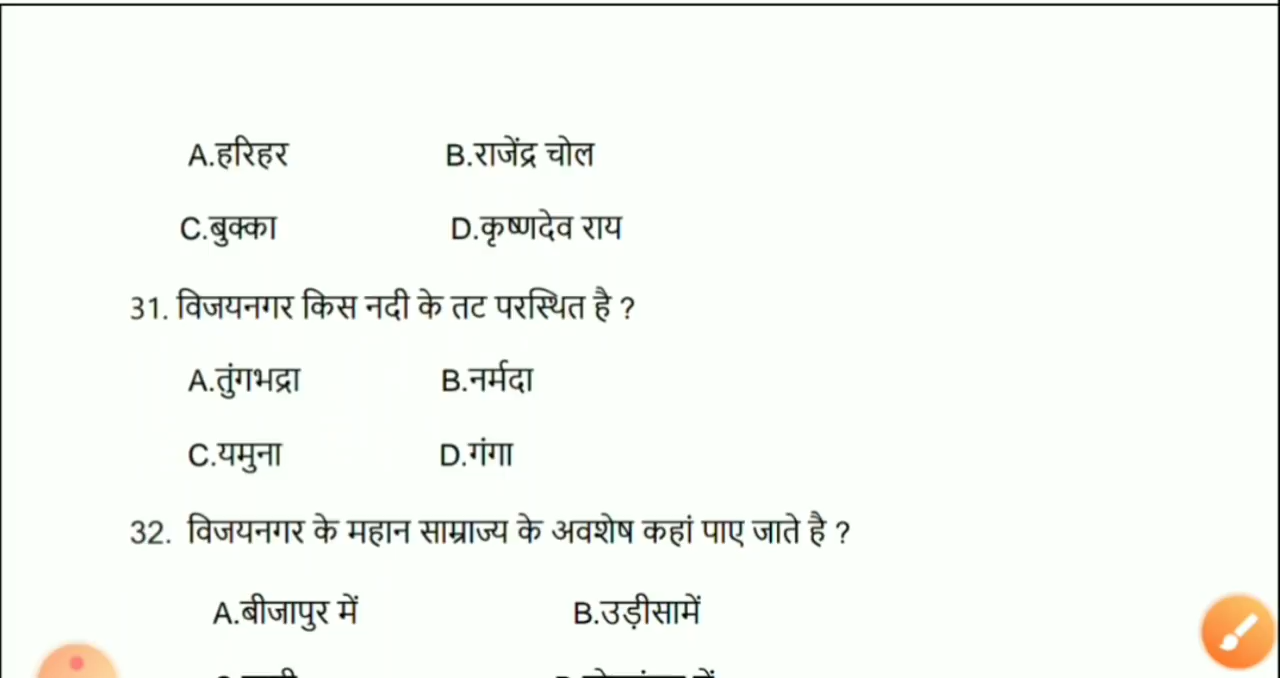 A.हरिहर B.राजेंद्र चोल
C.बुक्का D.कृष्णदेव राय
31. विजयनगर किस नदी के तट परस्थित है ?
A.तुंगभद्रा B.नर्मदा
C.यमुना D.गंगा
32. विजयनगर के महान साम्राज्य के अवशेष कहां पाए जाते है ?
A.बीजापुर में B.उड़ीसामें